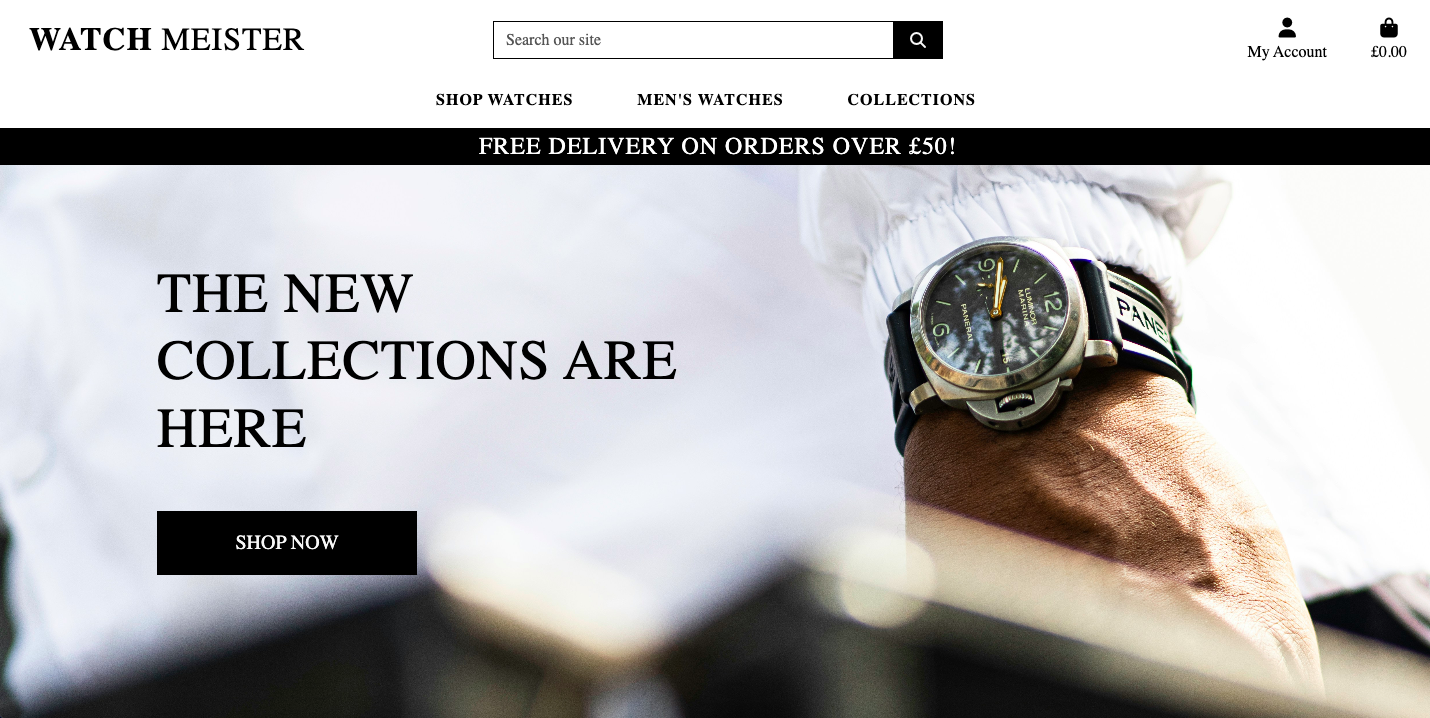 WATCH MEISTER
Search our site
My Account
£0.00
SHOP WATCHES
MEN'S WATCHES
COLLECTIONS
FREE DELIVERY ON ORDERS OVER £50!
THE NEW
COLLECTIONS ARE
HERE
SHOP NOW
LUMINOR
MARINA
PANERAI
12
6
9
PANE